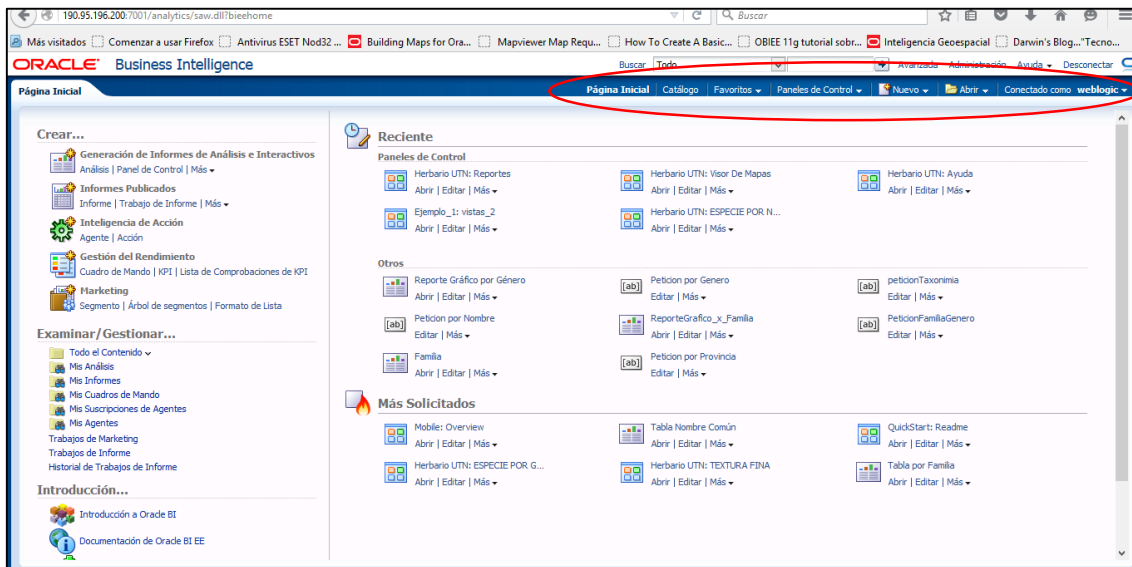 190.95.196.200:7001/analytics/saw.dll?bieehome
Buscar
Más visitados Comenzar a usar Firefox Antivirus ESET Nod32 ... Building Maps for Ora... Mapviewer Map Requ... How To Create A Basic... OBIEE 11g tutorial sobr... Inteligencia Geoespacial Darwin's Blog..."Tecno...
ORACLE Business Intelligence
Buscar Todo Avanzada Administración Ayuda Desconectar
Página Inicial
Página Inicial Catálogo Favoritos Paneles de Control Nuevo Abrir Conectado como weblogic
Crear...
Generación de Informes de Análisis e Interactivos
Análisis | Panel de Control | Más
Informes Publicados
Informe | Trabajo de Informe | Más
Inteligencia de Acción
Agente | Acción
Gestión del Rendimiento
Cuadro de Mando | KPI | Lista de Comprobaciones de KPI
Marketing
Segmento | Árbol de segmentos | Formato de Lista
Examinar/Gestionar...
Todo el Contenido
Mis Análisis
Mis Informes
Mis Cuadros de Mando
Mis Suscripciones de Agentes
Mis Agentes
Trabajos de Marketing
Trabajos de Informe
Historial de Trabajos de Informe
Introducción...
Introducción a Oracle BI
Documentación de Oracle BI EE
Reciente
Paneles de Control
Herbario UTN: Reportes Herbario UTN: Visor De Mapas Herbario UTN: Ayuda
Abrir | Editar | Más Abrir | Editar | Más Abrir | Editar | Más
Ejemplo_1: vistas_2 Herbario UTN: ESPECIE POR N...
Abrir | Editar | Más Abrir | Editar | Más
Otros
Reporte Gráfico por Género [ab] Peticion por Genero [ab] peticionTaxonimia
Abrir | Editar | Más Editar | Más Editar | Más
[ab] Peticion por Nombre ReporteGrafico_x_Familia [ab] PeticionFamiliaGenero
Editar | Más Abrir | Editar | Más Editar | Más
Familia [ab] Peticion por Provincia
Abrir | Editar | Más Editar | Más
Más Solicitados
Mobile: Overview Tabla Nombre Común QuickStart: Readme
Abrir | Editar | Más Abrir | Editar | Más Abrir | Editar | Más
Herbario UTN: ESPECIE POR G... Herbario UTN: TEXTURA FINA Tabla por Familia
Abrir | Editar | Más Abrir | Editar | Más Abrir | Editar | Más